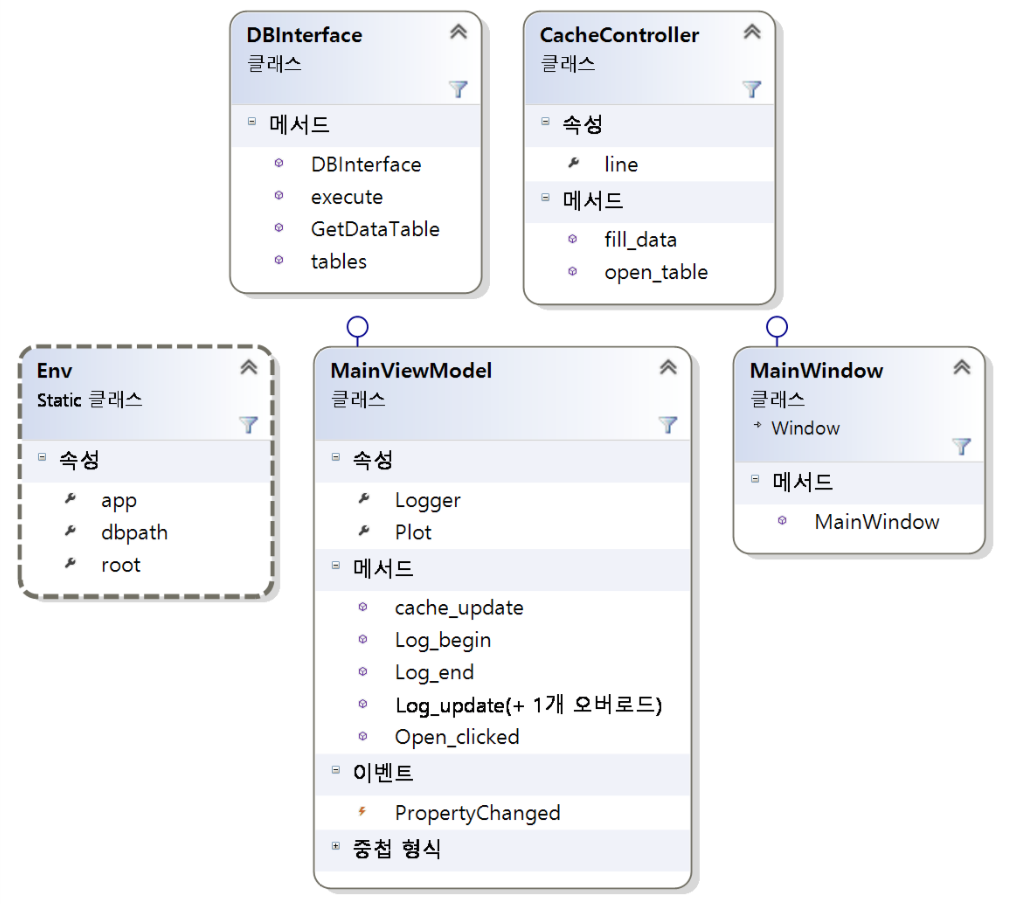 DBInterface
클래스
메서드
DBInterface
execute
GetDataTable
tables
CacheController
클래스
속성
line
메서드
fill_data
open_table
Env
Static 클래스
속성
app
dbpath
root
MainViewModel
클래스
속성
Logger
Plot
메서드
cache_update
Log_begin
Log_end
Log_update(+ 1개 오버로드)
Open_clicked
이벤트
PropertyChanged
중첩 형식
MainWindow
클래스
Window
메서드
MainWindow